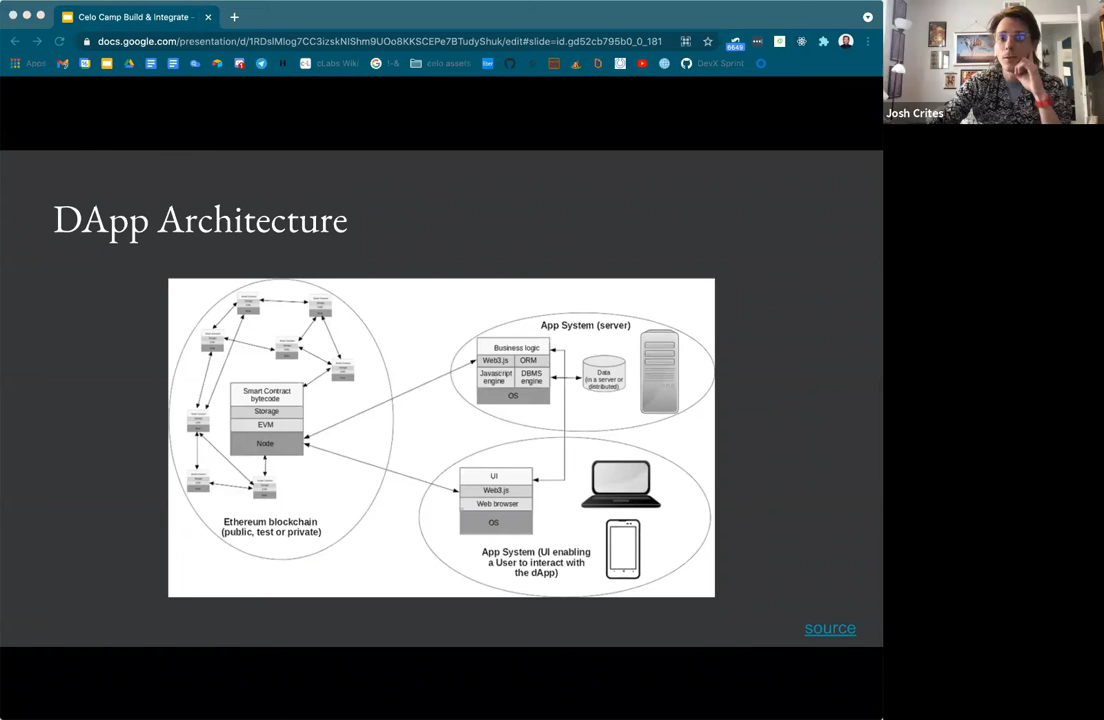 Celo Camp Build & Integrate -
docs.google.com/presentation/d/1RDslMlog7CC3izskNIShm9UOo8KKSCEPe7BTudyShuk/edit#slide=id.gd52cb795b0_0_181
6649
Apps
cLabs Wiki
!-&
celo assets
DevX Sprint
Josh Crites
DApp Architecture
Smart Contract
bytecode
Storage
EVM
Node
Ethereum blockchain
(public, test or private)
App System (server)
Business logic
Web3.js
ORM
Javascript
engine
DBMS
engine
OS
Data
(in a server or
distributed)
UI
Web3.js
Web browser
OS
App System (UI enabling
a User to interact with
the dApp)
source